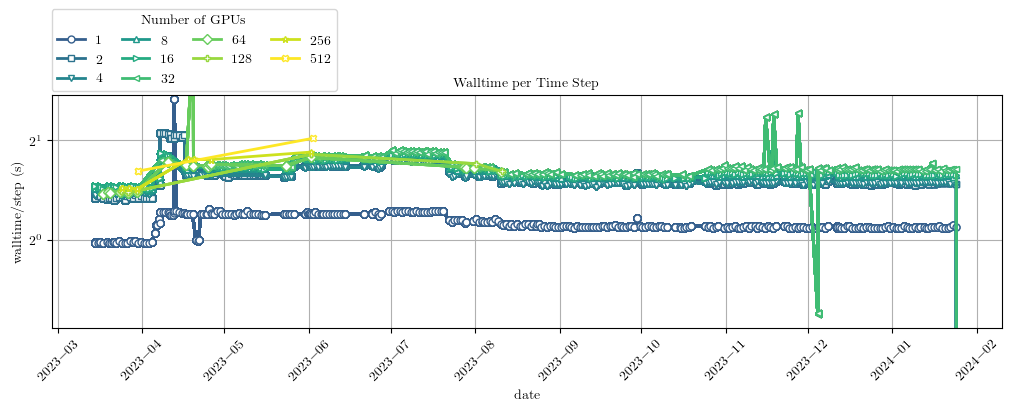 Number of GPUs
1 8 64 256
2 16 128 512
4 32
Walltime per Time Step
walltime/step (s)
2^1
2^0
2023−03 2023−04 2023−05 2023−06 2023−07 2023−08 2023−09 2023−10 2023−11 2023−12 2024−01 2024−02
date